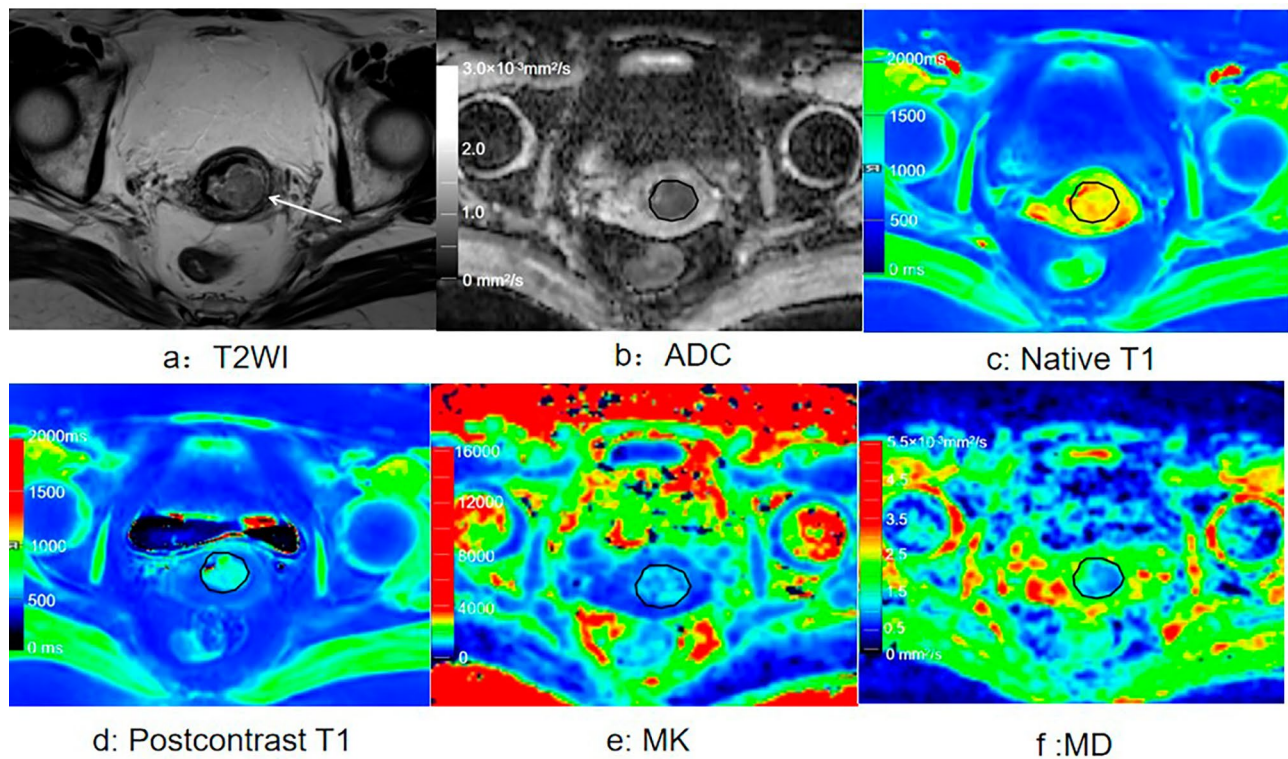 3.0×10-³mm²/s
2.0
1.0
0 mm²/s
2000ms
1500
1000
500
0 ms
a: T2WI
b: ADC
c: Native T1
2000ms
1500
1000
500
0 ms
16000
12000
8000
4000
0
5.5×10-³mm²/s
4.5
3.5
2.5
1.5
0.5
0 mm²/s
d: Postcontrast T1
e: MK
f :MD